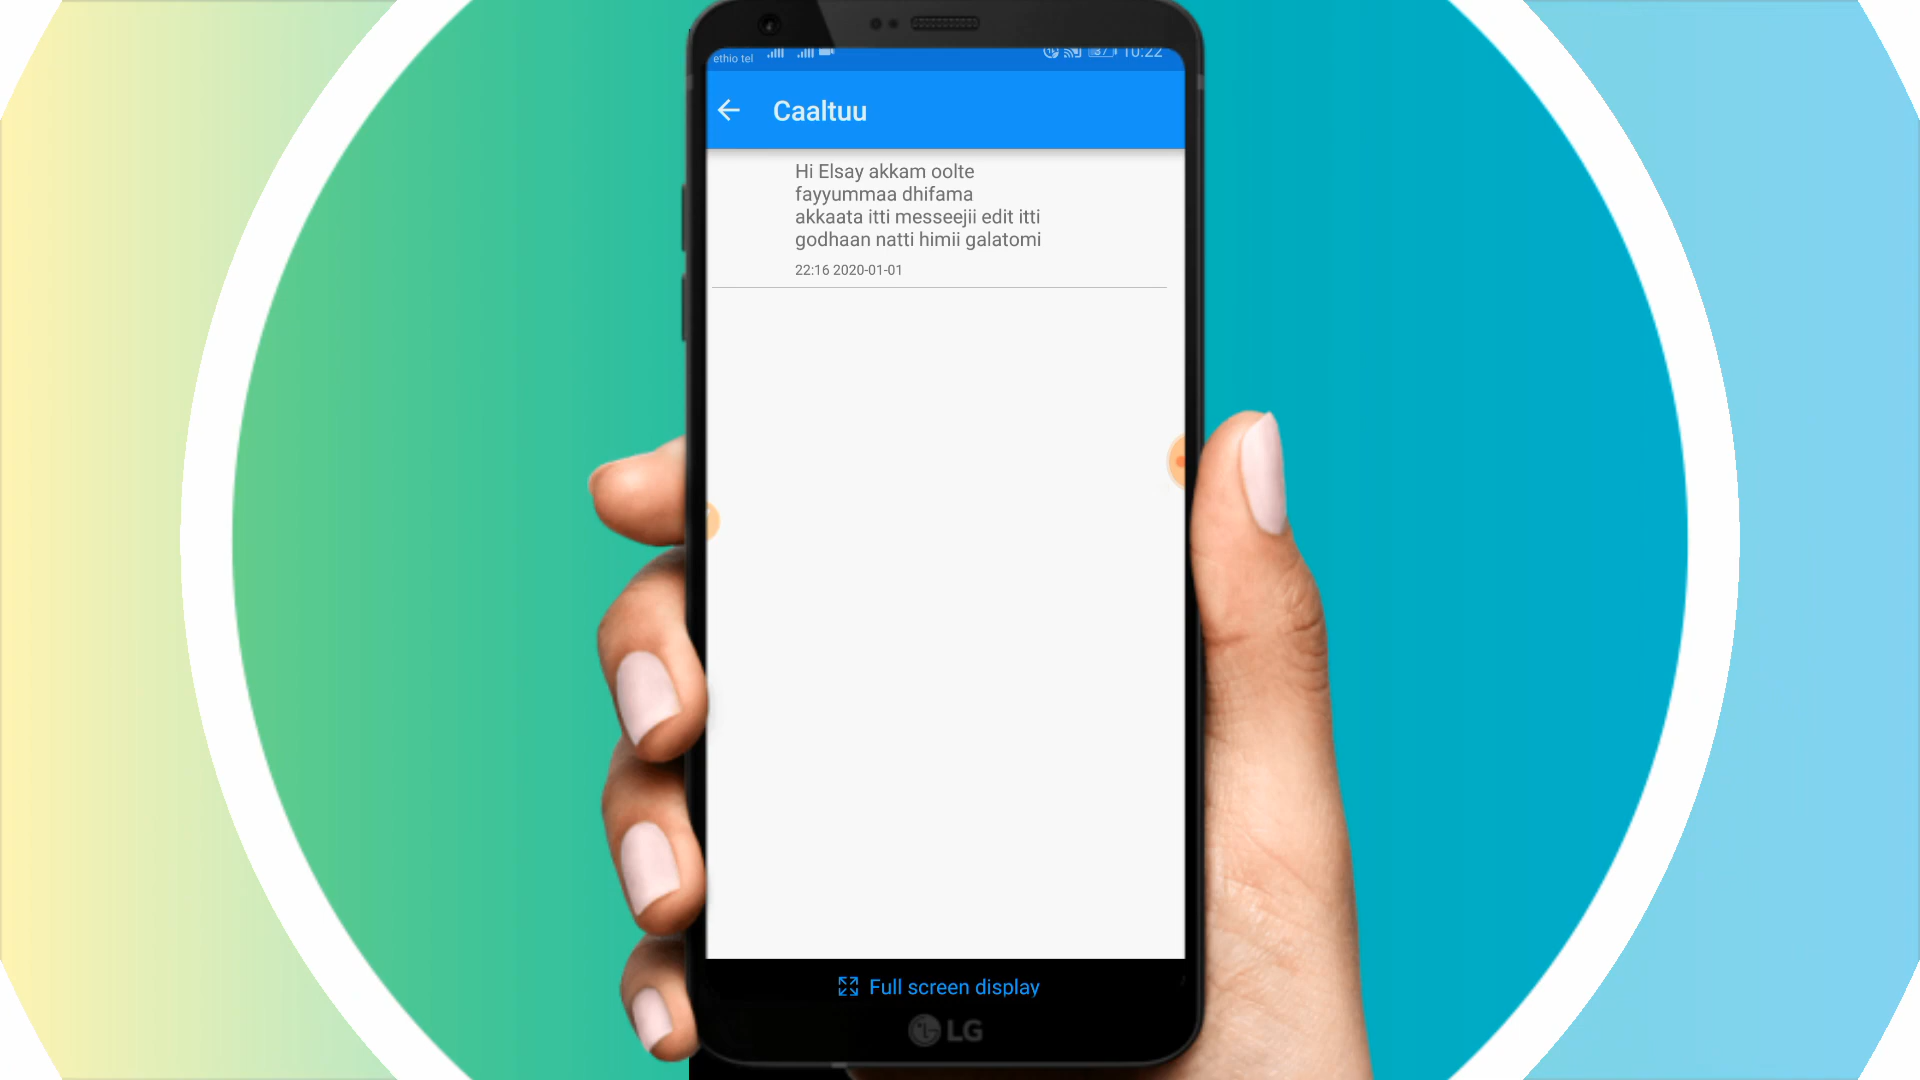 ethio tel
37 10:22
Caaltuu
Hi Elsay akkam oolte
fayyummaa dhifama
akkaata itti messeejii edit itti
godhaan natti himii galatomi
22:16 2020-01-01
Full screen display
LG